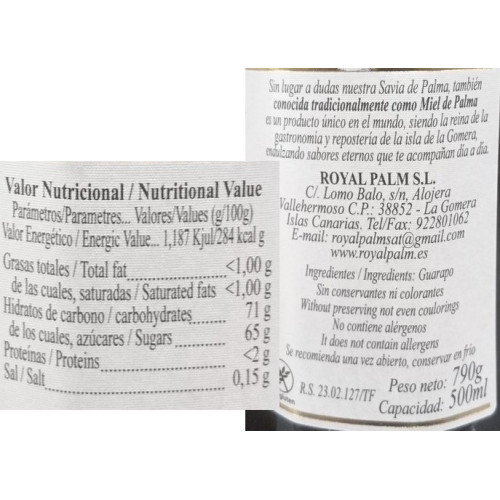 Valor Nutricional / Nutritional Value
Parámetros/Parametres... Valores/Values (g/100g)
Valor Energético / Energic Value... 1,187 Kjul/284 kcal g
Grasas totales / Total fat <1,00 g
de las cuales, saturadas / Saturated fats <1,00 g
Hidratos de carbono / carbohydrates 71 g
de los cuales, azúcares / Sugars 65 g
Proteínas / Proteins <2 g
Sal / Salt 0,15 g
Sin lugar a dudas nuestra Savia de Palma, también
conocida tradicionalmente como Miel de Palma
es un producto único en el mundo, siendo la reina de la
gastronomía y repostería de la isla de la Gomera,
endulzando sabores eternos que te acompañan día a día.
ROYAL PALM S.L.
C/. Lomo Balo, s/n, Alojera
Vallehermoso C.P.: 38852 - La Gomera
Islas Canarias. Tel/Fax: 922801062
E-mail: royalpalmsat@gmail.com
www.royalpalm.es
Ingredientes / Ingredients: Guarapo
Sin conservantes ni colorantes
Without preserving not even coulorings
No contiene alérgenos
It does not contain allergens
Se recomienda una vez abierto, conservar en frío
R.S. 23.02.127/TF
Peso neto: 790g
Capacidad: 500ml